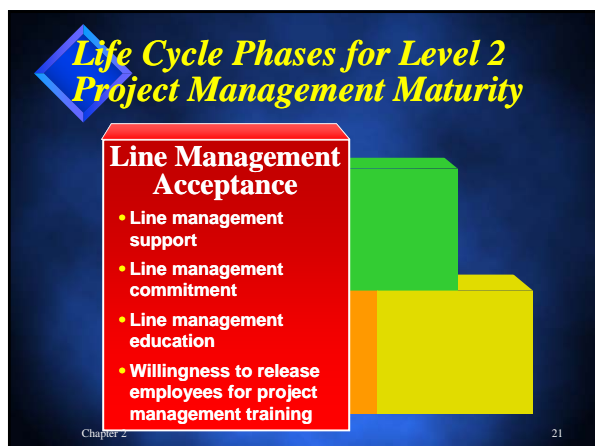 Life Cycle Phases for Level 2
Project Management Maturity
Line Management
Acceptance
• Line management
support
• Line management
commitment
• Line management
education
• Willingness to release
employees for project
management training
Chapter 2
21